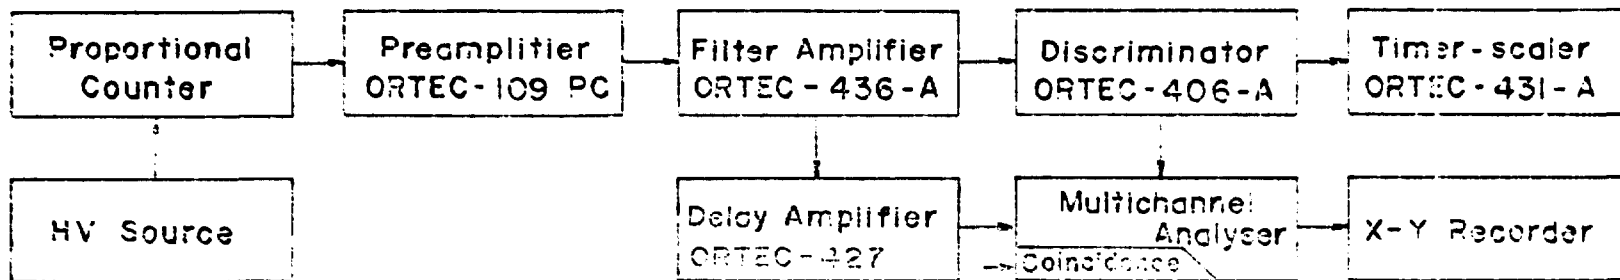 Proportional
Counter
Preamplitier
ORTEC-109 PC
Filter Amplifier
ORTEC-436-A
Discriminator
ORTEC-406-A
Timer-scaler
ORTEC-431-A
HV Source
Delay Amplifier
ORTEC-427
Multichannel
Analyser
Coincidence
X-Y Recorder